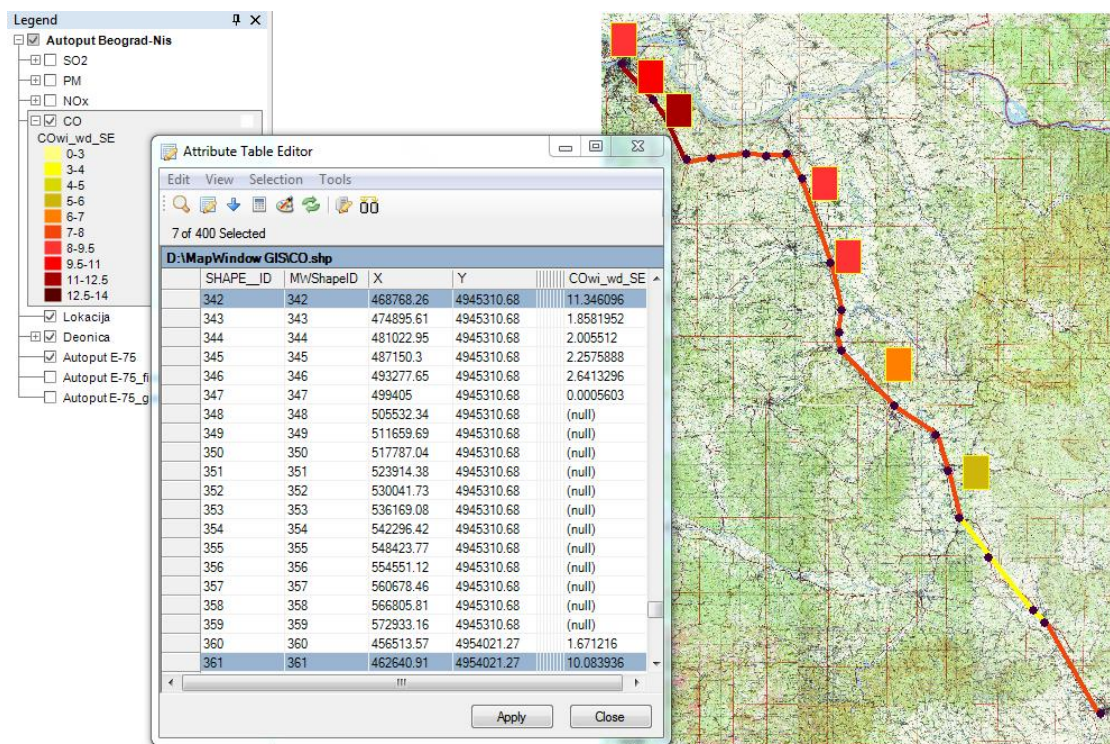 Legend
Autoput Beograd-Nis
SO2
PM
NOx
CO
COwi_wd_SE
0-3
3-4
4-5
5-6
6-7
7-8
8-9.5
9.5-11
11-12.5
12.5-14
Lokacija
Deonica
Autoput E-75
Autoput E-75_fi
Autoput E-75_g
Attribute Table Editor
Edit View Selection Tools
7 of 400 Selected
D:\MapWindow GIS\CO.shp
SHAPE__ID MWShapeID X Y COwi_wd_SE
342 342 468768.26 4945310.68 11.346096
343 343 474895.61 4945310.68 1.8581952
344 344 481022.95 4945310.68 2.005512
345 345 487150.3 4945310.68 2.2575888
346 346 493277.65 4945310.68 2.6413296
347 347 499405 4945310.68 0.0005603
348 348 505532.34 4945310.68 (null)
349 349 511659.69 4945310.68 (null)
350 350 517787.04 4945310.68 (null)
351 351 523914.38 4945310.68 (null)
352 352 530041.73 4945310.68 (null)
353 353 536169.08 4945310.68 (null)
354 354 542296.42 4945310.68 (null)
355 355 548423.77 4945310.68 (null)
356 356 554551.12 4945310.68 (null)
357 357 560678.46 4945310.68 (null)
358 358 566805.81 4945310.68 (null)
359 359 572933.16 4945310.68 (null)
360 360 456513.57 4954021.27 1.671216
361 361 462640.91 4954021.27 10.083936
Apply Close